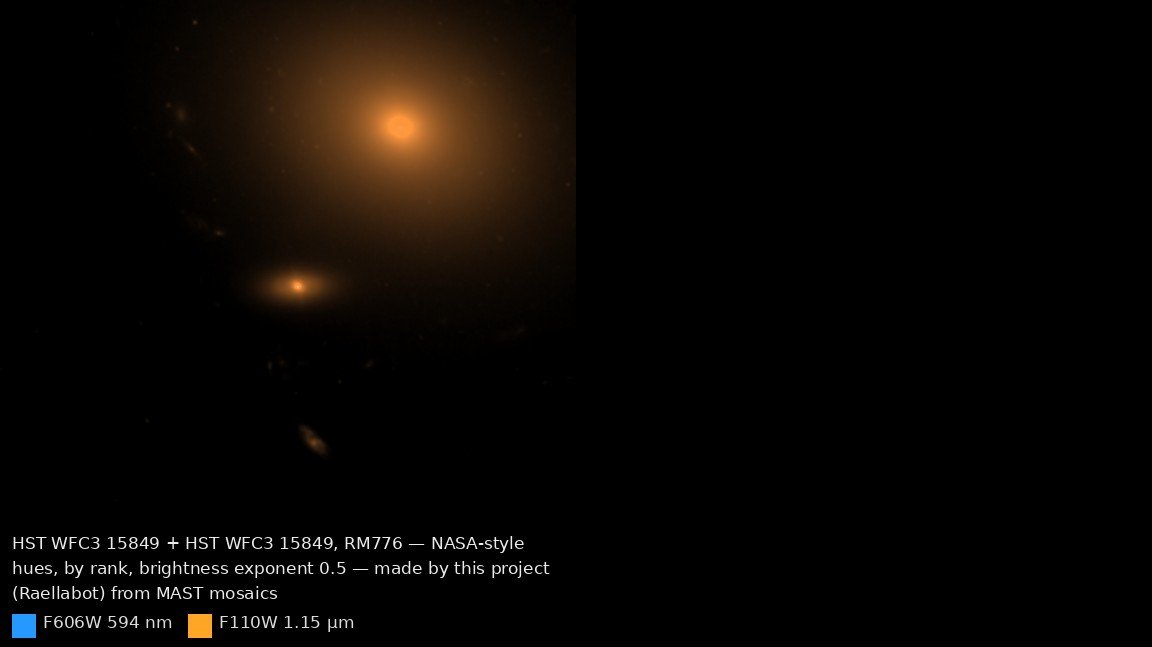 HST WFC3 15849 + HST WFC3 15849, RM776 — NASA-style
hues, by rank, brightness exponent 0.5 — made by this project
(Raellabot) from MAST mosaics
F606W 594 nm F110W 1.15 μm